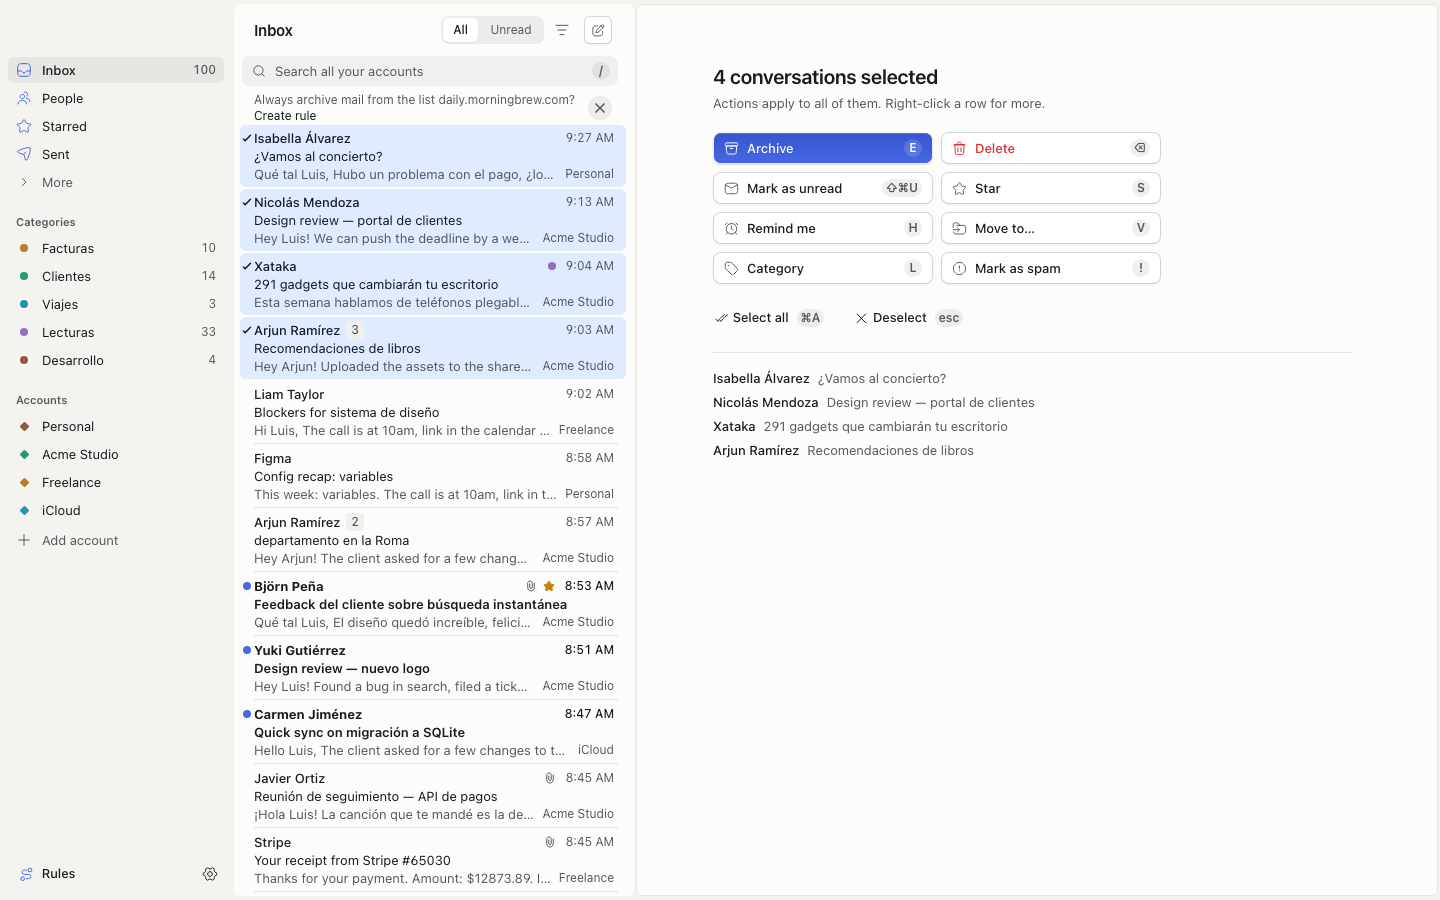 Inbox 100
People
Starred
Sent
More
Categories
Facturas 10
Clientes 14
Viajes 3
Lecturas 33
Desarrollo 4
Accounts
Personal
Acme Studio
Freelance
iCloud
Add account
Rules
Inbox
All Unread
Search all your accounts /
Always archive mail from the list daily.morningbrew.com?
Create rule
Isabella Álvarez 9:27 AM
¿Vamos al concierto?
Qué tal Luis, Hubo un problema con el pago, ¿lo... Personal
Nicolás Mendoza 9:13 AM
Design review — portal de clientes
Hey Luis! We can push the deadline by a we... Acme Studio
Xataka 9:04 AM
291 gadgets que cambiarán tu escritorio
Esta semana hablamos de teléfonos plegabl... Acme Studio
Arjun Ramírez 3 9:03 AM
Recomendaciones de libros
Hey Arjun! Uploaded the assets to the share... Acme Studio
Liam Taylor 9:02 AM
Blockers for sistema de diseño
Hi Luis, The call is at 10am, link in the calendar ... Freelance
Figma 8:58 AM
Config recap: variables
This week: variables. The call is at 10am, link in t... Personal
Arjun Ramírez 2 8:57 AM
departamento en la Roma
Hey Arjun! The client asked for a few chang... Acme Studio
Björn Peña 8:53 AM
Feedback del cliente sobre búsqueda instantánea
Qué tal Luis, El diseño quedó increíble, felici... Acme Studio
Yuki Gutiérrez 8:51 AM
Design review — nuevo logo
Hey Luis! Found a bug in search, filed a tick... Acme Studio
Carmen Jiménez 8:47 AM
Quick sync on migración a SQLite
Hello Luis, The client asked for a few changes to t... iCloud
Javier Ortiz 8:45 AM
Reunión de seguimiento — API de pagos
¡Hola Luis! La canción que te mandé es la de... Acme Studio
Stripe 8:45 AM
Your receipt from Stripe #65030
Thanks for your payment. Amount: $12873.89. I... Freelance
4 conversations selected
Actions apply to all of them. Right-click a row for more.
Archive E
Delete ⌫
Mark as unread ⇧⌘U
Star S
Remind me H
Move to... V
Category L
Mark as spam !
Select all ⌘A
Deselect esc
Isabella Álvarez ¿Vamos al concierto?
Nicolás Mendoza Design review — portal de clientes
Xataka 291 gadgets que cambiarán tu escritorio
Arjun Ramírez Recomendaciones de libros